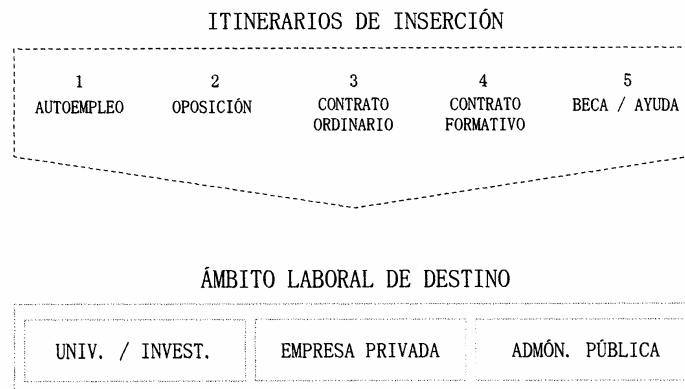 ITINERARIOS DE INSERCIÓN
1 2 3 4 5
AUTOEMPLEO OPOSICIÓN CONTRATO CONTRATO BECA / AYUDA
ORDINARIO FORMATIVO
ÁMBITO LABORAL DE DESTINO
UNIV. / INVEST. EMPRESA PRIVADA ADMÓN. PÚBLICA